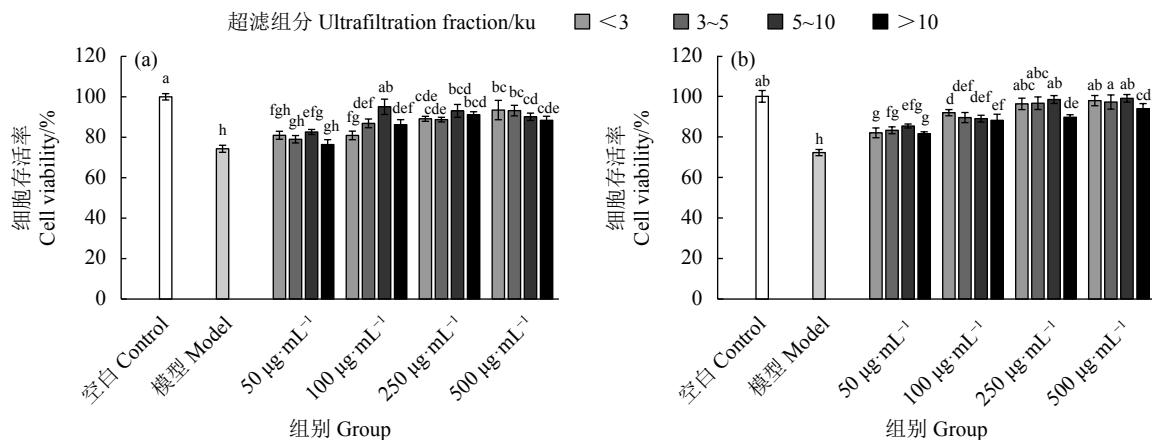 超滤组分 Ultrafiltration fraction/ku <3 3~5 5~10 >10
(a)
细胞存活率
Cell viability/%
120
100
80
60
40
20
0
a
h
fgh
gh
efg
gh
fg
def
ab
def
cde
cde
bcd
bcd
bc
bc
cd
cde
空白 Control
模型 Model
50 μg·mL⁻¹
100 μg·mL⁻¹
250 μg·mL⁻¹
500 μg·mL⁻¹
组别 Group
(b)
细胞存活率
Cell viability/%
120
100
80
60
40
20
0
ab
h
g
fg
efg
g
d
def
def
ef
abc
abc
ab
de
ab
a
ab
cd
空白 Control
模型 Model
50 μg·mL⁻¹
100 μg·mL⁻¹
250 μg·mL⁻¹
500 μg·mL⁻¹
组别 Group